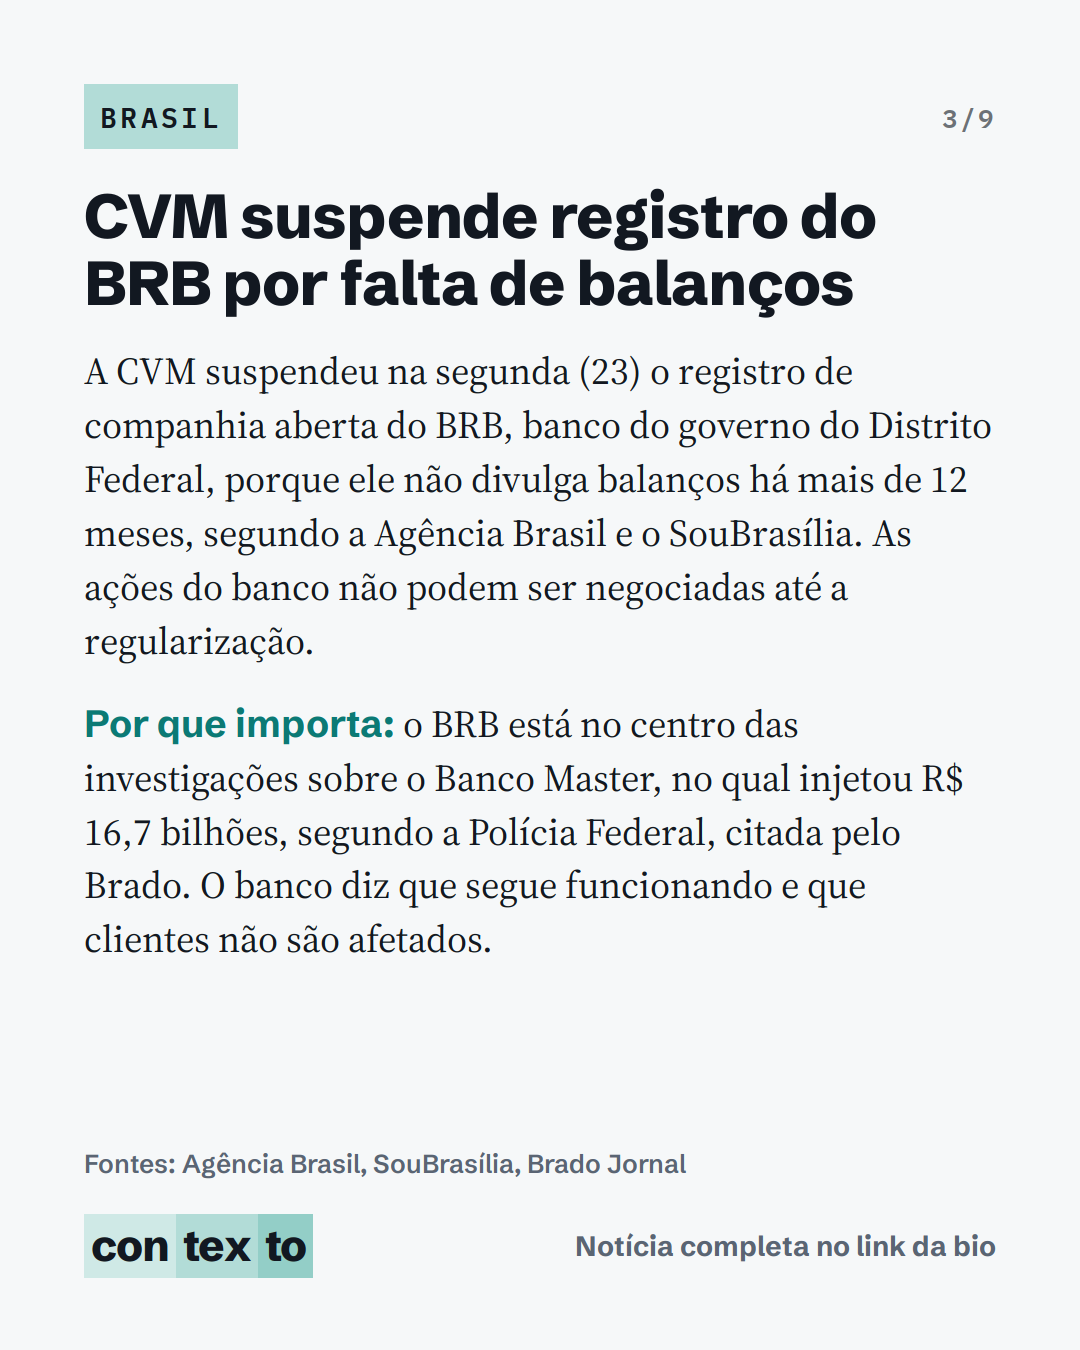 BRASIL
3/9
CVM suspende registro do
BRB por falta de balanços
A CVM suspendeu na segunda (23) o registro de
companhia aberta do BRB, banco do governo do Distrito
Federal, porque ele não divulga balanços há mais de 12
meses, segundo a Agência Brasil e o SouBrasília. As
ações do banco não podem ser negociadas até a
regularização.
Por que importa: o BRB está no centro das
investigações sobre o Banco Master, no qual injetou R$
16,7 bilhões, segundo a Polícia Federal, citada pelo
Brado. O banco diz que segue funcionando e que
clientes não são afetados.
Fontes: Agência Brasil, SouBrasília, Brado Jornal
contexto
Notícia completa no link da bio